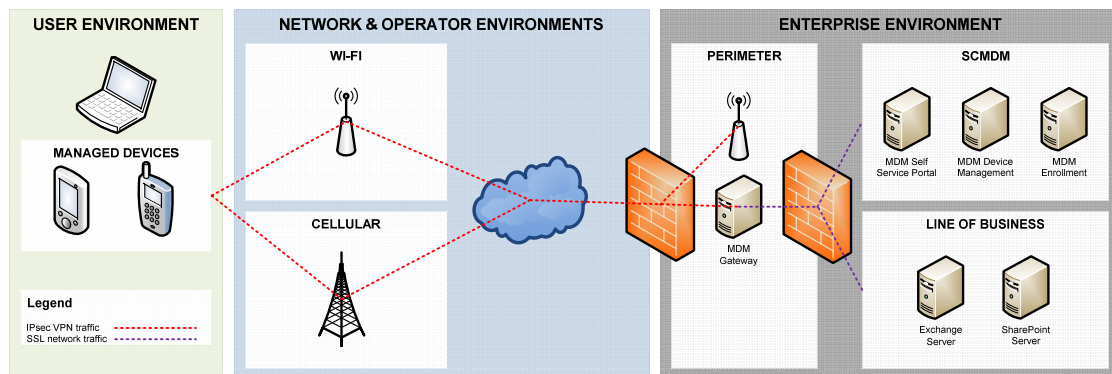 USER ENVIRONMENT
MANAGED DEVICES
Legend
IPsec VPN traffic
SSL network traffic
NETWORK & OPERATOR ENVIRONMENTS
WI-FI
CELLULAR
ENTERPRISE ENVIRONMENT
PERIMETER
MDM
Gateway
SCMDM
MDM Self
Service Portal
MDM Device
Management
MDM
Enrollment
LINE OF BUSINESS
Exchange
Server
SharePoint
Server